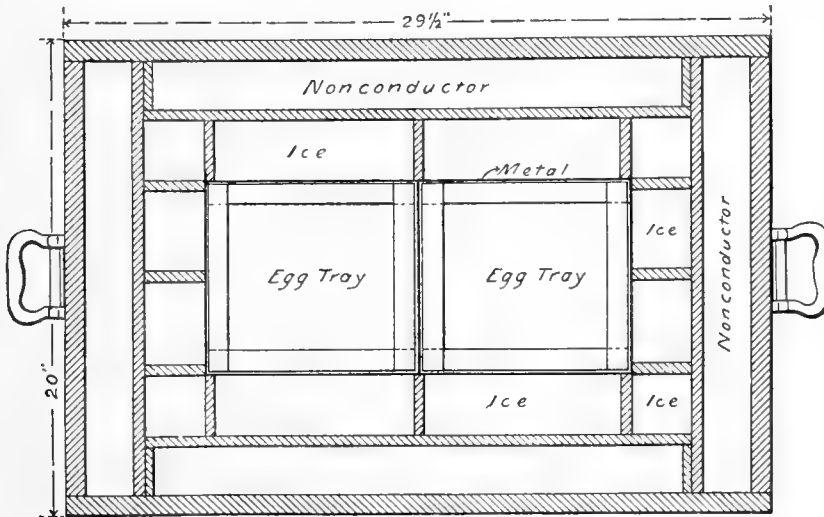 29½"
Nonconductor
Ice
Metal
Ice
Egg Tray
Egg Tray
Nonconductor
20"
Ice
Ice